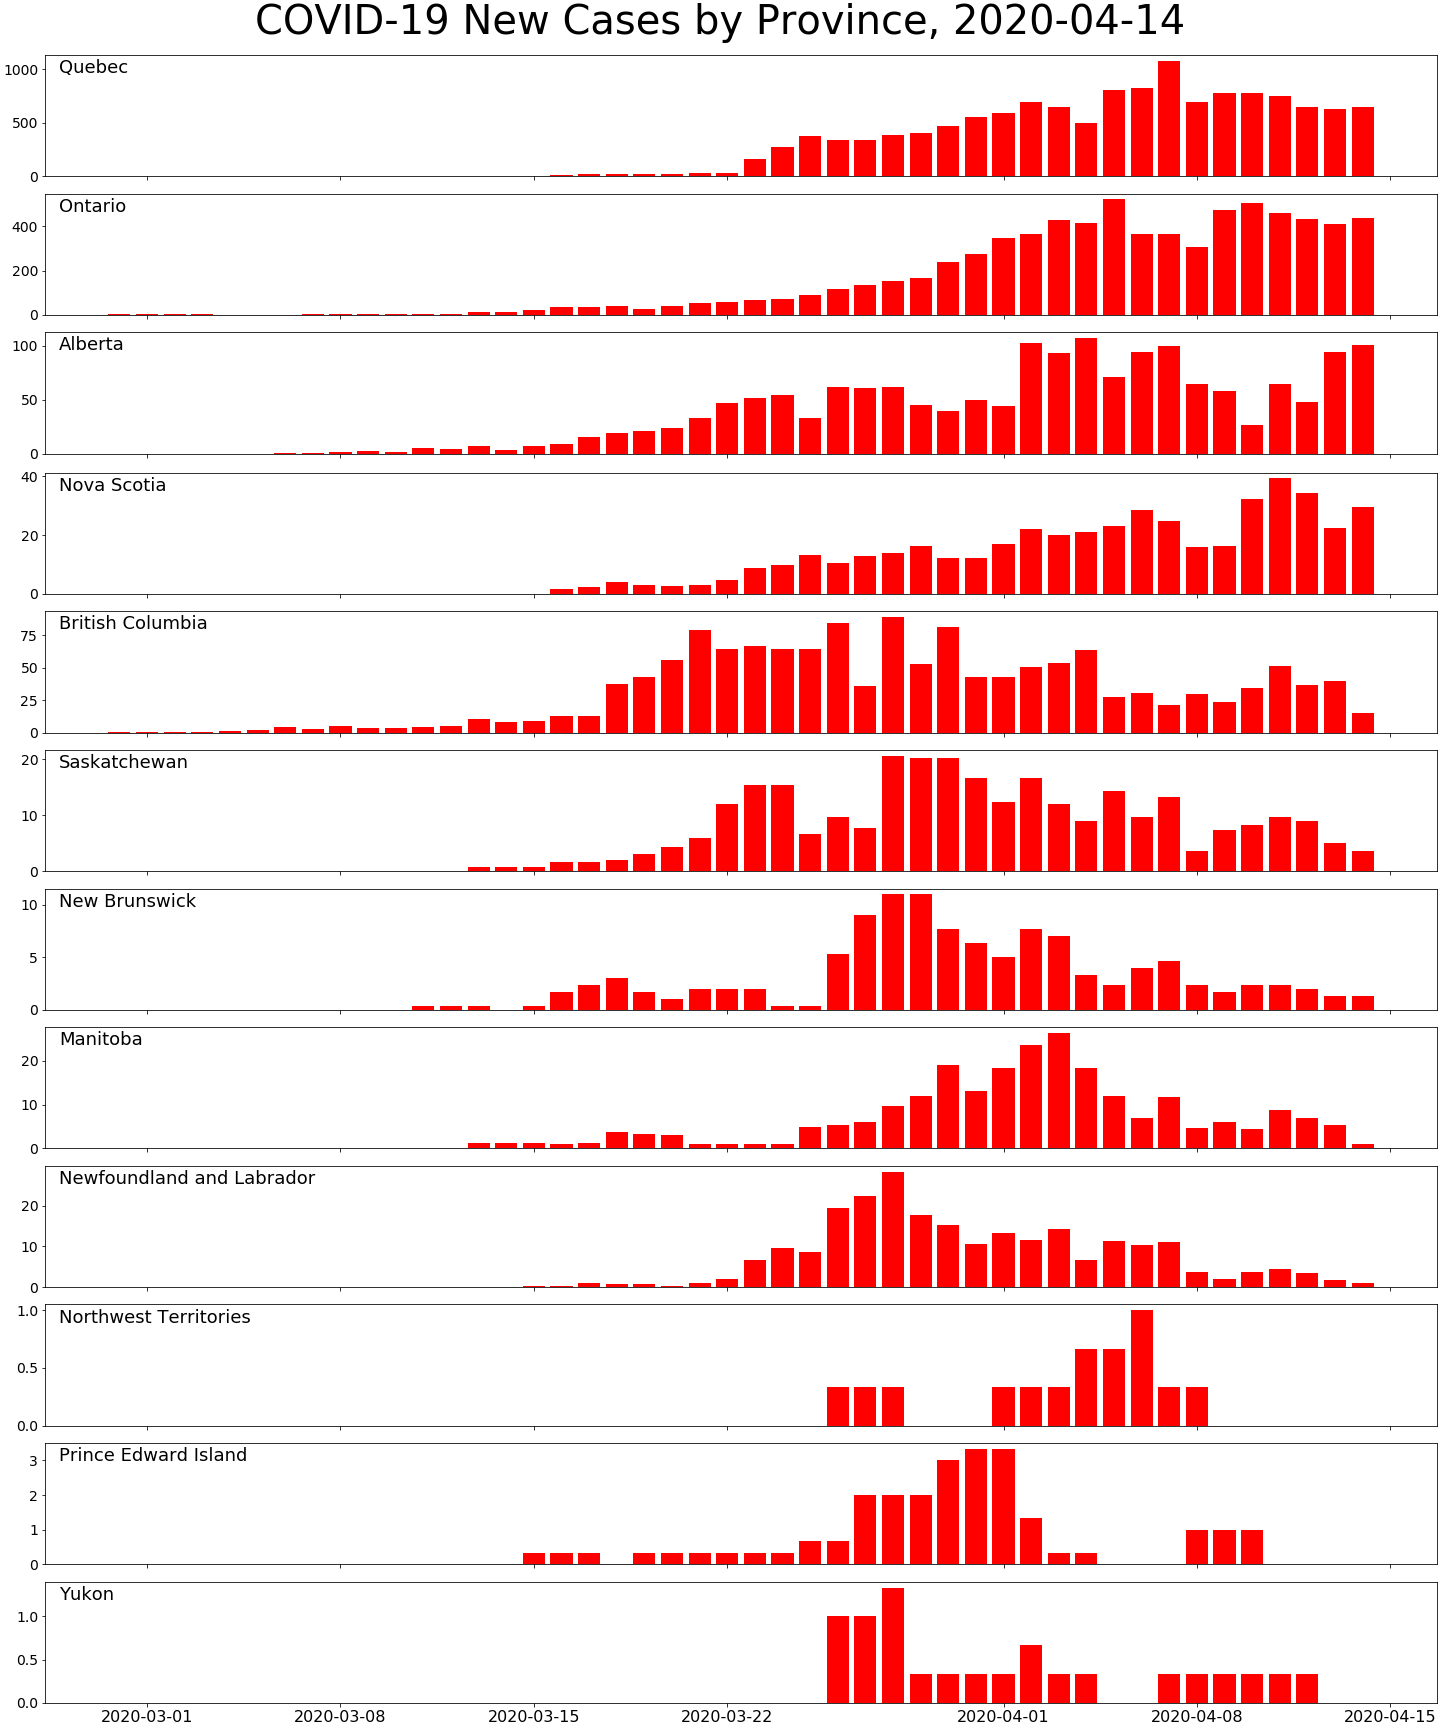 COVID-19 New Cases by Province, 2020-04-14
Quebec
1000
500
0
Ontario
400
200
0
Alberta
100
50
0
Nova Scotia
40
20
0
British Columbia
75
50
25
0
Saskatchewan
20
10
0
New Brunswick
10
5
0
Manitoba
20
10
0
Newfoundland and Labrador
20
10
0
Northwest Territories
1.0
0.5
0.0
Prince Edward Island
3
2
1
0
Yukon
1.0
0.5
0.0
2020-03-01 2020-03-08 2020-03-15 2020-03-22 2020-04-01 2020-04-08 2020-04-15